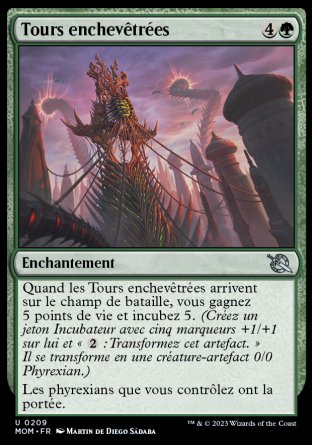 Tours enchevêtrées 4
Enchantement
Quand les Tours enchevêtrées arrivent
sur le champ de bataille, vous gagnez
5 points de vie et incubez 5. (Créez un
jeton Incubateur avec cinq marqueurs +1/+1
sur lui et « 2 : Transformez cet artefact. »
Il se transforme en une créature-artefact 0/0
Phyrexian.)
Les phyrexians que vous contrôlez ont la
portée.
U 0209
MOM • FR Martin de Diego Sádaba
™ & © 2023 Wizards of the Coast